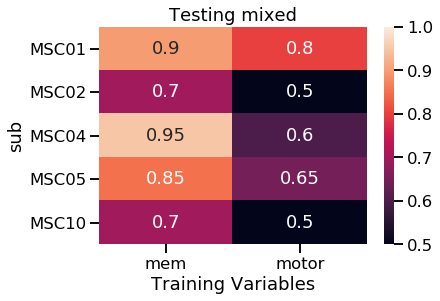 Testing mixed
sub
MSC01 0.9 0.8
MSC02 0.7 0.5
MSC04 0.95 0.6
MSC05 0.85 0.65
MSC10 0.7 0.5
mem motor
Training Variables
1.0
0.9
0.8
0.7
0.6
0.5